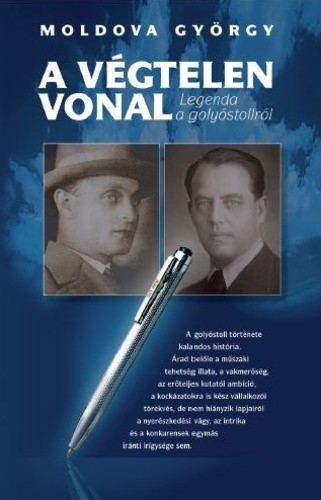 MOLDOVA GYÖRGY
A VÉGTELEN
VONAL Legenda
a golyóstollról
A golyóstoll története
kalandos história.
Árad belőle a műszaki
tehetség illata, a vakmerőség,
az erőteljes kutatói ambíció,
a kockázatokra is kész vállalkozói
törekvés, de nem hiányzik lapjairól
a nyerészkedési vágy, az intrika
és a konkurensek egymás
iránti irigysége sem.